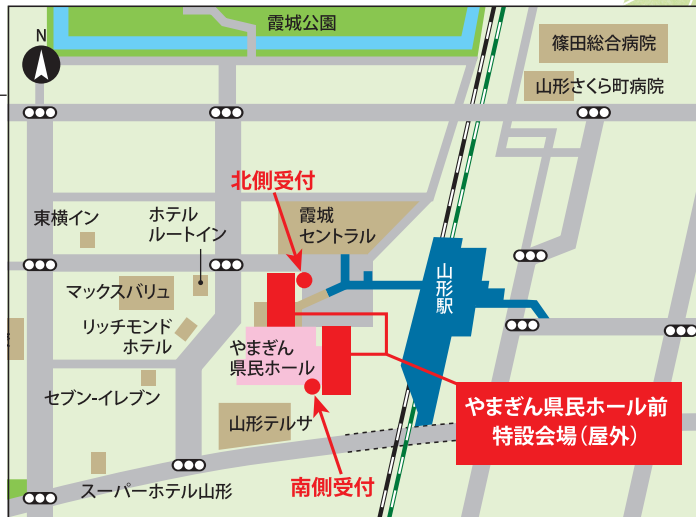 霞城公園
N
篠田総合病院
山形さくら町病院
北側受付
東横イン
ホテル
ルートイン
霞城
セントラル
山形駅
マックスバリュ
リッチモンド
ホテル
やまぎん
県民ホール
セブン-イレブン
やまぎん県民ホール前
特設会場(屋外)
山形テルサ
南側受付
スーパーホテル山形